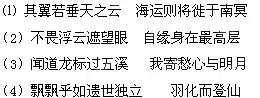 (1) 其翼若垂天之云 海运则将徙于南冥
(2) 不畏浮云遮望眼 自缘身在最高层
(3) 闻道龙标过五溪 我寄愁心与明月
(4) 飘飘乎如遗世独立 羽化而登仙